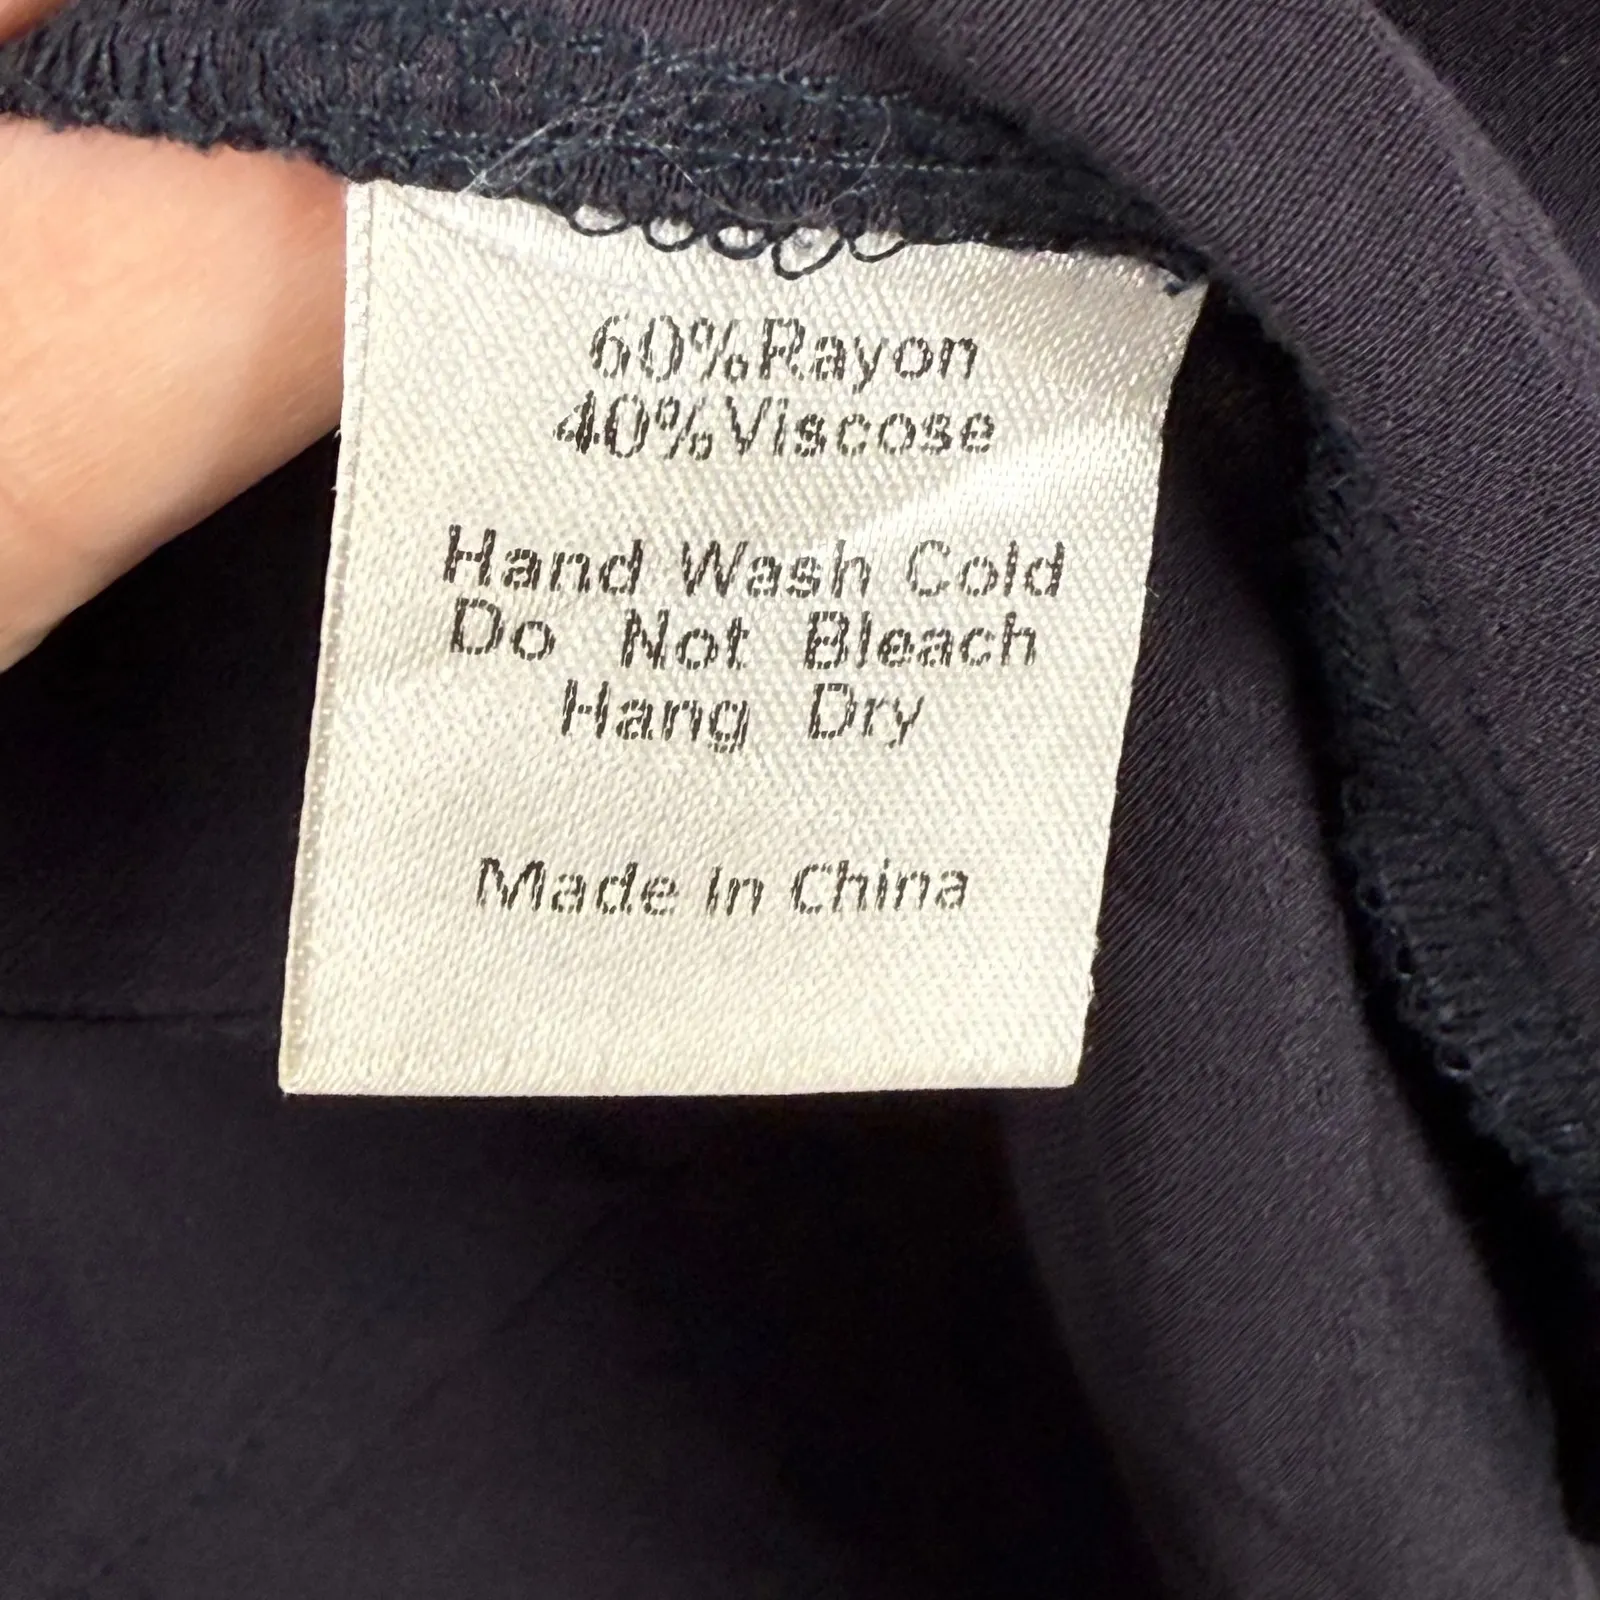 60%Rayon
40%Viscose
Hand Wash Cold
Do Not Bleach
Hang Dry
Made In China